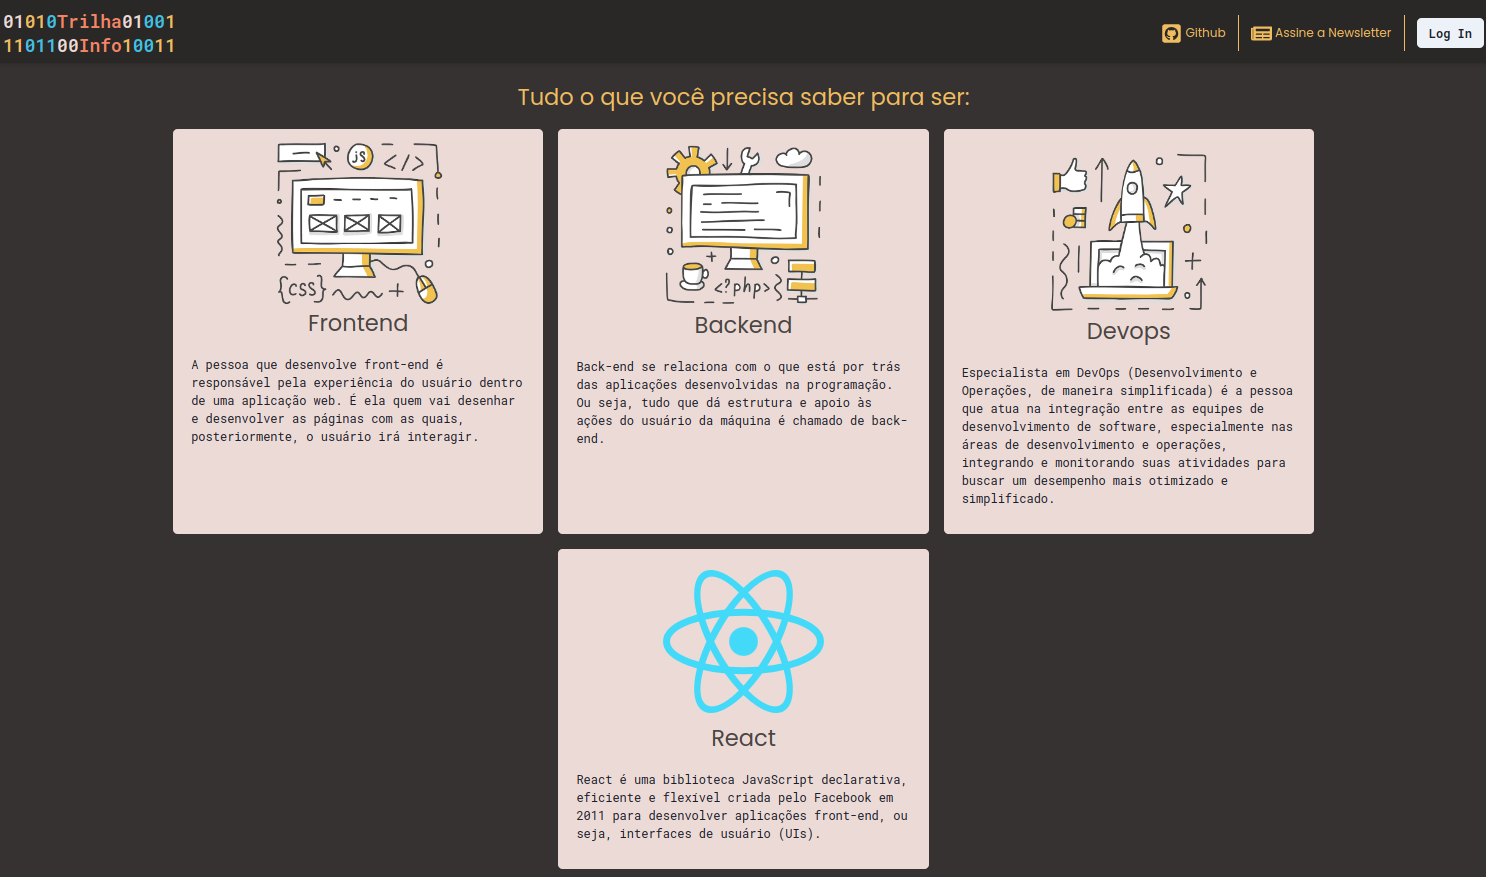 01010Trilha01001
1101100Info10011
Github
Assine a Newsletter
Log In
Tudo o que você precisa saber para ser:
JS
</>
{css}
Frontend
A pessoa que desenvolve front-end é
responsável pela experiência do usuário dentro
de uma aplicação web. É ela quem vai desenhar
e desenvolver as páginas com as quais,
posteriormente, o usuário irá interagir.
<?php>
Backend
Back-end se relaciona com o que está por trás
das aplicações desenvolvidas na programação.
Ou seja, tudo que dá estrutura e apoio às
ações do usuário da máquina é chamado de back-
end.
Devops
Especialista em DevOps (Desenvolvimento e
Operações, de maneira simplificada) é a pessoa
que atua na integração entre as equipes de
desenvolvimento de software, especialmente nas
áreas de desenvolvimento e operações,
integrando e monitorando suas atividades para
buscar um desempenho mais otimizado e
simplificado.
React
React é uma biblioteca JavaScript declarativa,
eficiente e flexível criada pelo Facebook em
2011 para desenvolver aplicações front-end, ou
seja, interfaces de usuário (UIs).